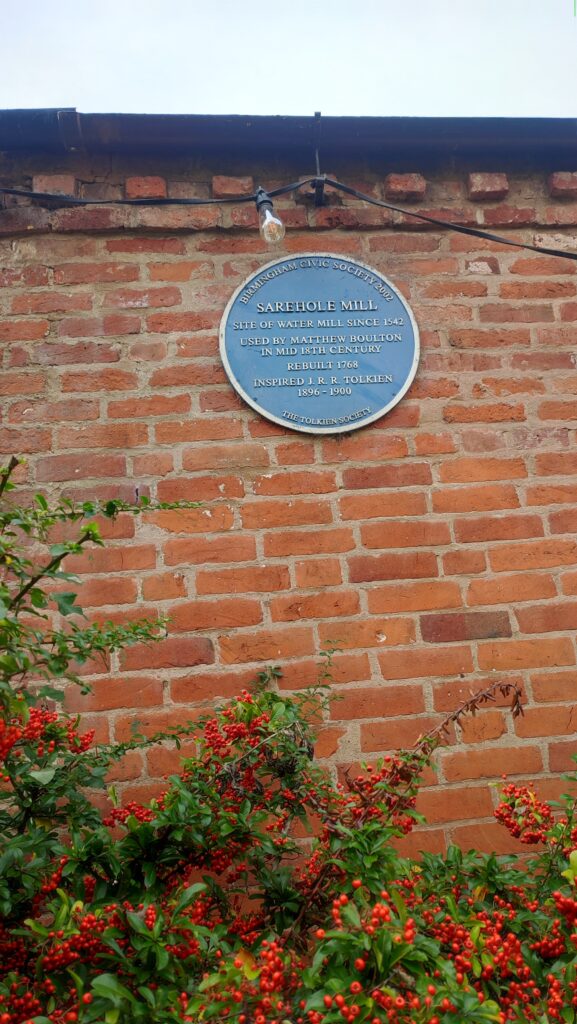 BIRMINGHAM CIVIC SOCIETY 2002
SAREHOLE MILL
SITE OF WATER MILL SINCE 1542
USED BY MATTHEW BOULTON
IN MID 18TH CENTURY
REBUILT 1768
INSPIRED J. R. R. TOLKIEN
1896 - 1900
THE TOLKIEN SOCIETY